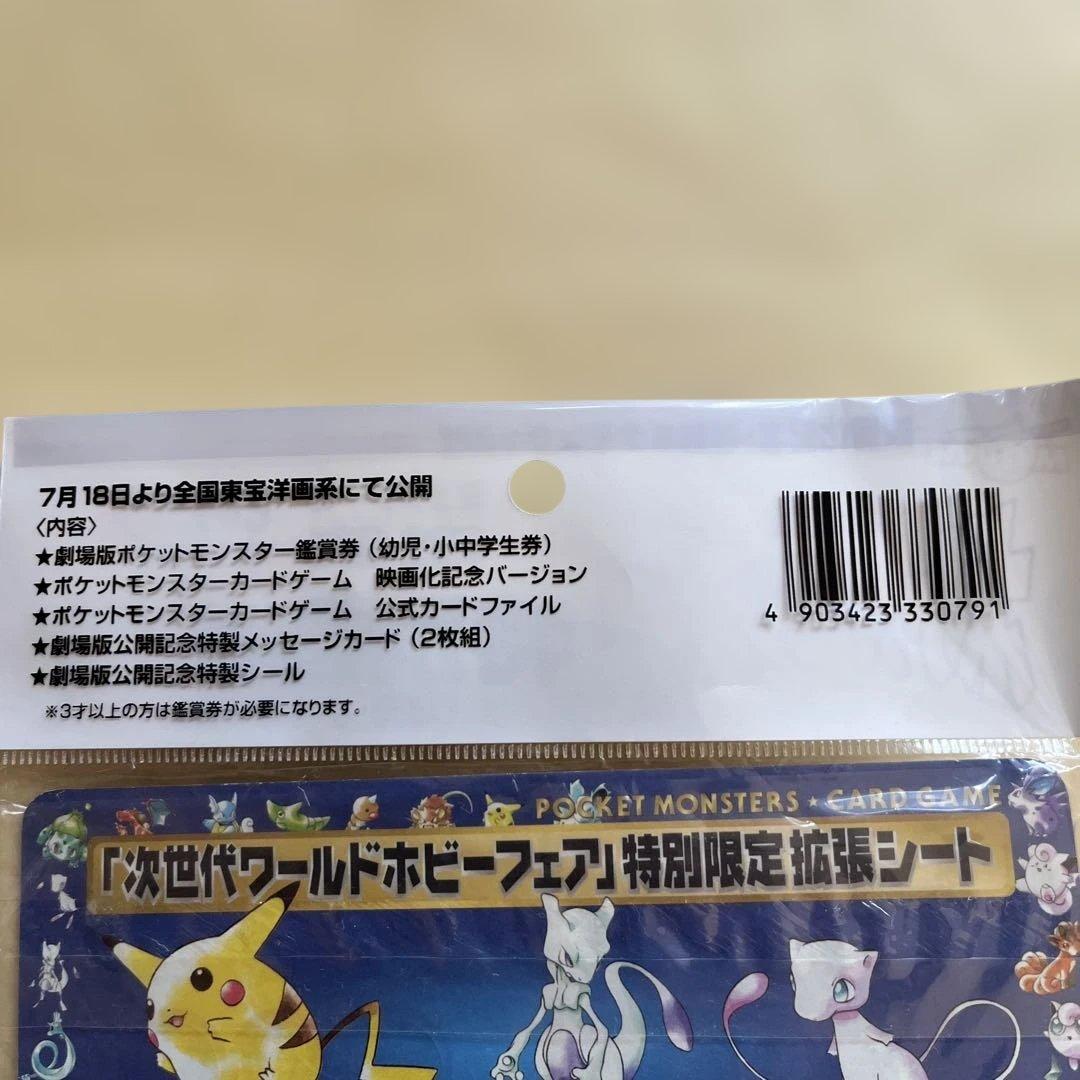 7月18日より全国東宝洋画系にて公開
〈内容〉
★劇場版ポケットモンスター鑑賞券(幼児・小中学生券)
★ポケットモンスターカードゲーム　映画化記念バージョン
★ポケットモンスターカードゲーム　公式カードファイル
★劇場版公開記念特製メッセージカード(2枚組)
★劇場版公開記念特製シール
※3才以上の方は鑑賞券が必要になります。
4 903423 330791
POCKET MONSTERS ★ CARD GAME
「次世代ワールドホビーフェア」特別限定拡張シート